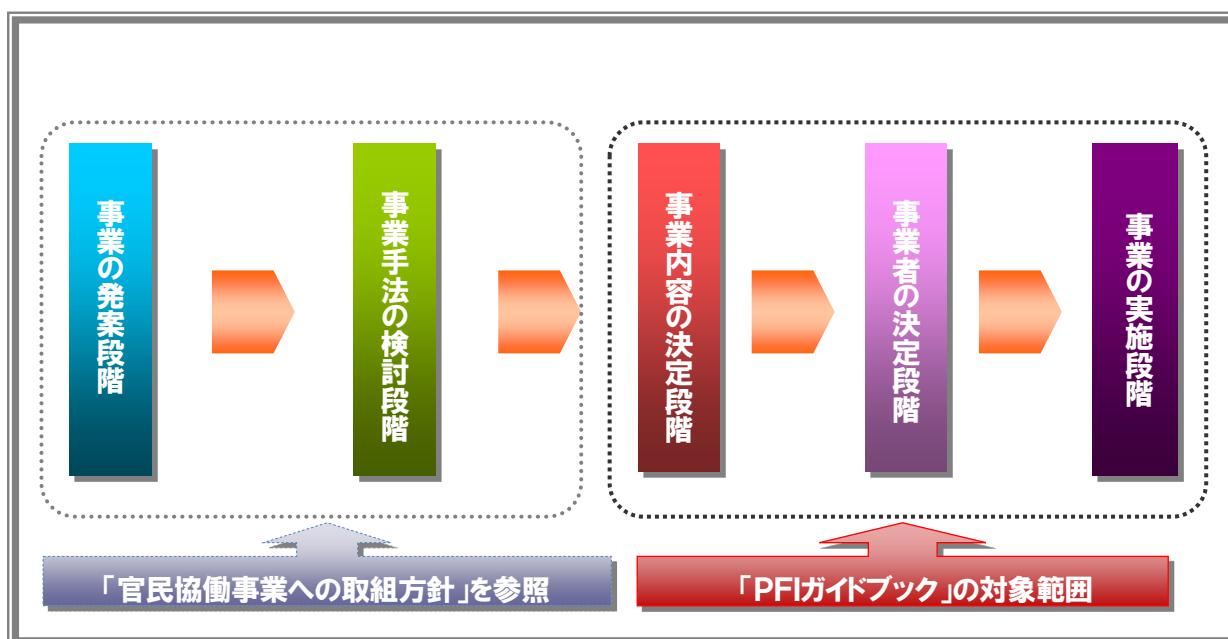 事業の発案段階
事業手法の検討段階
事業内容の決定段階
事業者の決定段階
事業の実施段階
「官民協働事業への取組方針」を参照
「PFIガイドブック」の対象範囲